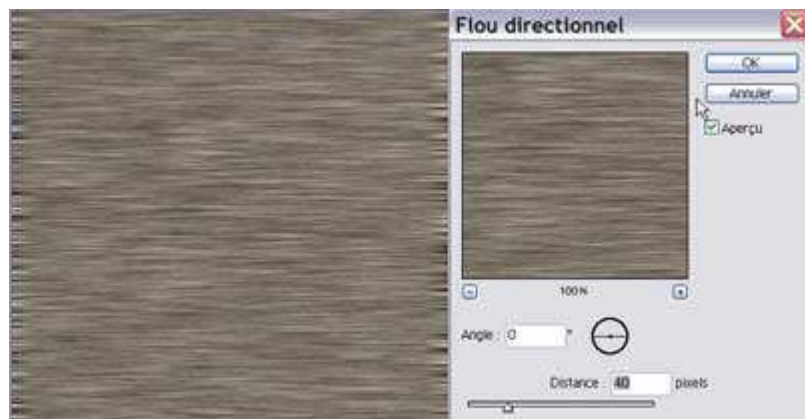 Flou directionnel
OK
Annuler
Aperçu
100%
Angle : 0 °
Distance : 40 pixels